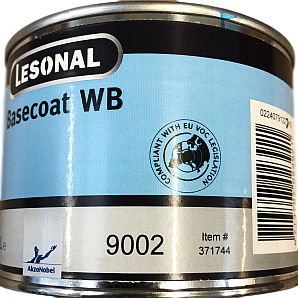 LESONAL
Basecoat WB
COMPLIANT WITH EU VOC LEGISLATION
AkzoNobel
9002
Item #
371744